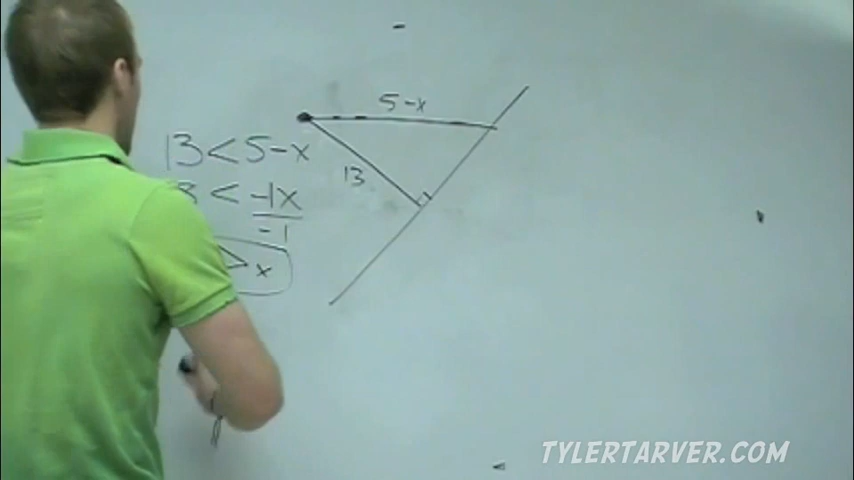 5-x
13 < 5-x
13
8 < -1x
-1
> x
TYLERTARVER.COM